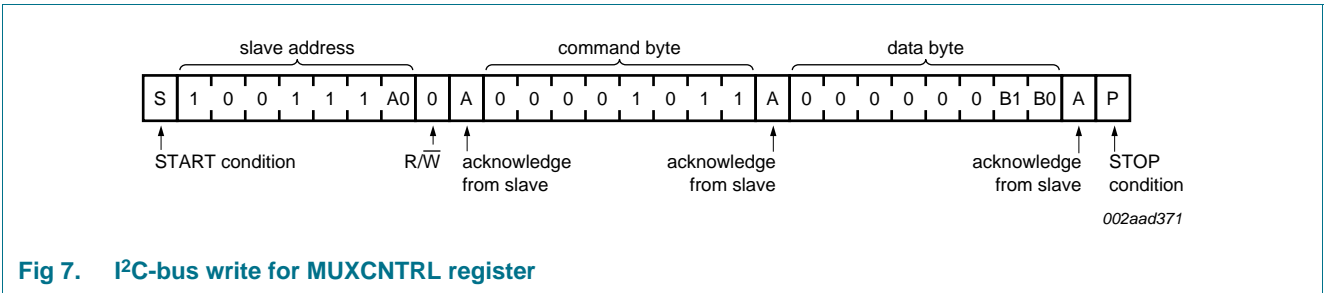 slave address command byte data byte
S 1 0 0 1 1 1 A0 0 A 0 0 0 0 1 0 1 1 A 0 0 0 0 0 0 B1 B0 A P
START condition R/W̅ acknowledge from slave acknowledge from slave acknowledge from slave STOP condition
002aad371
Fig 7. I²C-bus write for MUXCNTRL register